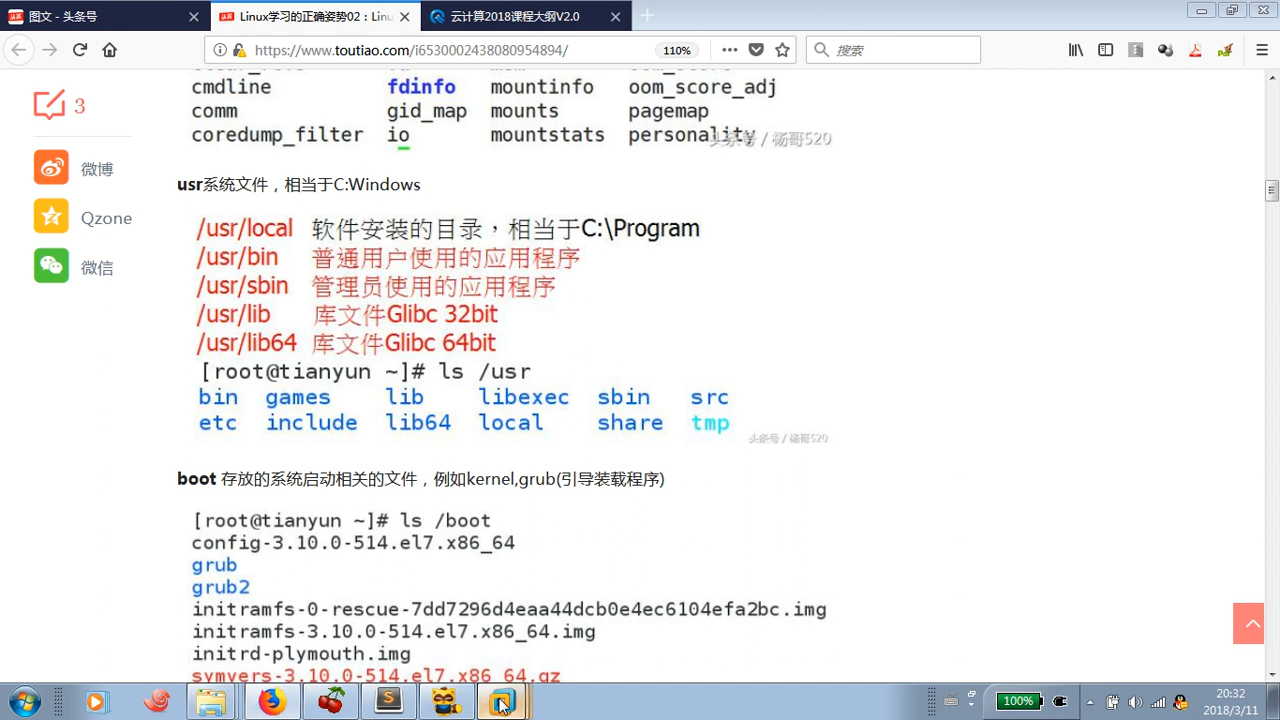 图文 - 头条号
Linux学习的正确姿势02：Linu
云计算2018课程大纲V2.0
https://www.toutiao.com/i6530002438080954894/
110%
搜索
3
微博
Qzone
微信
cmdline fdinfo mountinfo oom_score_adj
comm gid_map mounts pagemap
coredump_filter io mountstats personality
头条号 / 杨哥520
usr系统文件，相当于C:Windows
/usr/local 软件安装的目录，相当于C:\Program
/usr/bin 普通用户使用的应用程序
/usr/sbin 管理员使用的应用程序
/usr/lib 库文件Glibc 32bit
/usr/lib64 库文件Glibc 64bit
[root@tianyun ~]# ls /usr
bin games lib libexec sbin src
etc include lib64 local share tmp
头条号 / 杨哥520
boot 存放的系统启动相关的文件，例如kernel,grub(引导装载程序)
[root@tianyun ~]# ls /boot
config-3.10.0-514.el7.x86_64
grub
grub2
initramfs-0-rescue-7dd7296d4eaa44dcb0e4ec6104efa2bc.img
initramfs-3.10.0-514.el7.x86_64.img
initrd-plymouth.img
symvers-3.10.0-514.el7.x86_64.gz
100%
20:32
2018/3/11